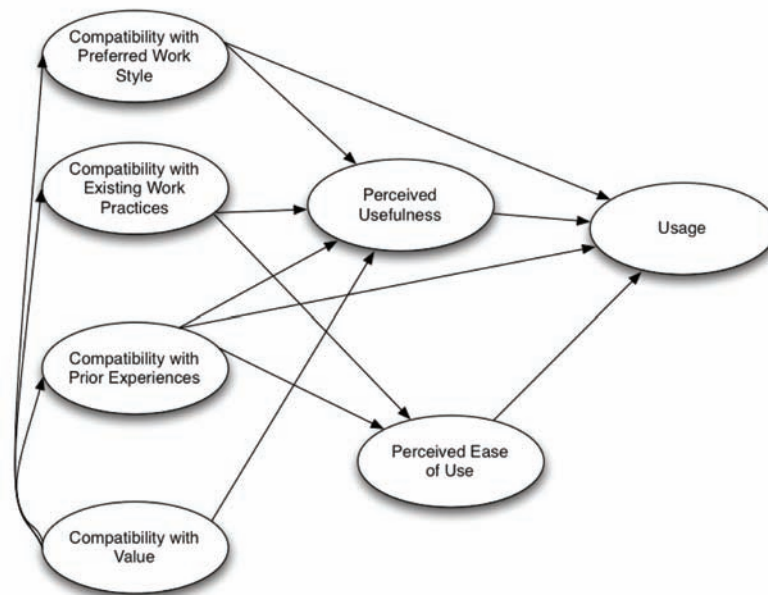 Compatibility with
Preferred Work
Style
Compatibility with
Existing Work
Practices
Perceived
Usefulness
Usage
Compatibility with
Prior Experiences
Perceived Ease
of Use
Compatibility with
Value